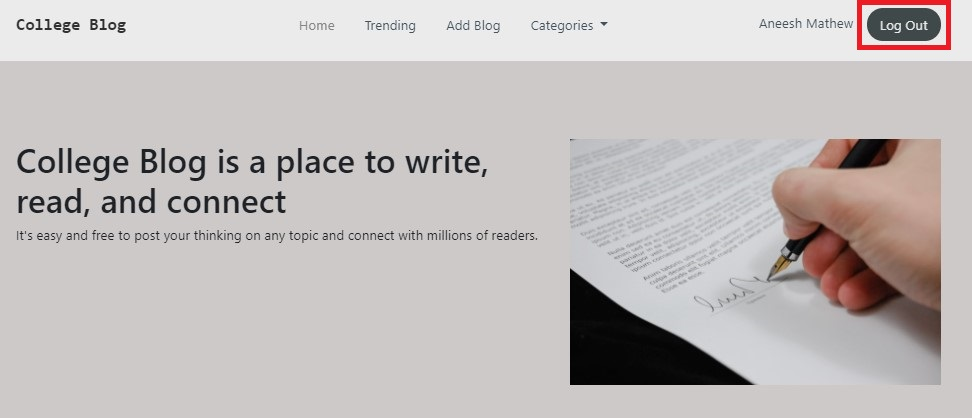 College Blog
Home Trending Add Blog Categories
Aneesh Mathew Log Out
College Blog is a place to write,
read, and connect
It's easy and free to post your thinking on any topic and connect with millions of readers.